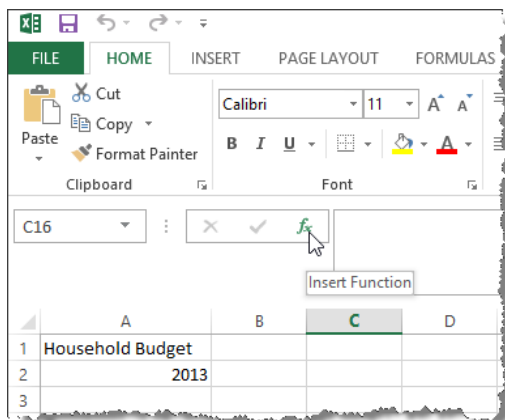 FILE HOME INSERT PAGE LAYOUT FORMULAS
Cut
Copy
Format Painter
Paste
Clipboard
Calibri 11 A A
B I U A
Font
C16 fx
Insert Function
A B C D
1 Household Budget
2 2013
3